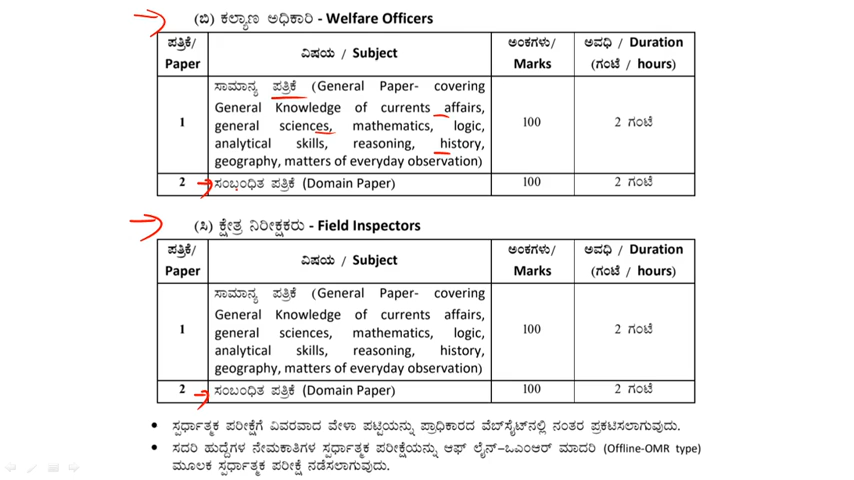 (ಬಿ) ಕಲ್ಯಾಣ ಅಧಿಕಾರಿ - Welfare Officers
ಪತ್ರಿಕೆ/ Paper ವಿಷಯ / Subject ಅಂಕಗಳು/ Marks ಅವಧಿ / Duration (ಗಂಟೆ / hours)
ಸಾಮಾನ್ಯ ಪತ್ರಿಕೆ (General Paper- covering
General Knowledge of currents affairs,
1 general sciences, mathematics, logic, 100 2 ಗಂಟೆ
analytical skills, reasoning, history,
geography, matters of everyday observation)
2 ಸಂಬಂಧಿತ ಪತ್ರಿಕೆ (Domain Paper) 100 2 ಗಂಟೆ
(ಸಿ) ಕ್ಷೇತ್ರ ನಿರೀಕ್ಷಕರು - Field Inspectors
ಪತ್ರಿಕೆ/ Paper ವಿಷಯ / Subject ಅಂಕಗಳು/ Marks ಅವಧಿ / Duration (ಗಂಟೆ / hours)
ಸಾಮಾನ್ಯ ಪತ್ರಿಕೆ (General Paper- covering
General Knowledge of currents affairs,
1 general sciences, mathematics, logic, 100 2 ಗಂಟೆ
analytical skills, reasoning, history,
geography, matters of everyday observation)
2 ಸಂಬಂಧಿತ ಪತ್ರಿಕೆ (Domain Paper) 100 2 ಗಂಟೆ
• ಸ್ಪರ್ಧಾತ್ಮಕ ಪರೀಕ್ಷೆಗೆ ವಿವರವಾದ ವೇಳಾ ಪಟ್ಟಿಯನ್ನು ಪ್ರಾಧಿಕಾರದ ವೆಬ್‌ಸೈಟ್‌ನಲ್ಲಿ ನಂತರ ಪ್ರಕಟಿಸಲಾಗುವುದು.
• ಸದರಿ ಹುದ್ದೆಗಳ ನೇಮಕಾತಿಗಳ ಸ್ಪರ್ಧಾತ್ಮಕ ಪರೀಕ್ಷೆಯನ್ನು ಆಫ್ ಲೈನ್–ಒಎಂಆರ್ ಮಾದರಿ (Offline-OMR type)
ಮೂಲಕ ಸ್ಪರ್ಧಾತ್ಮಕ ಪರೀಕ್ಷೆ ನಡೆಸಲಾಗುವುದು.